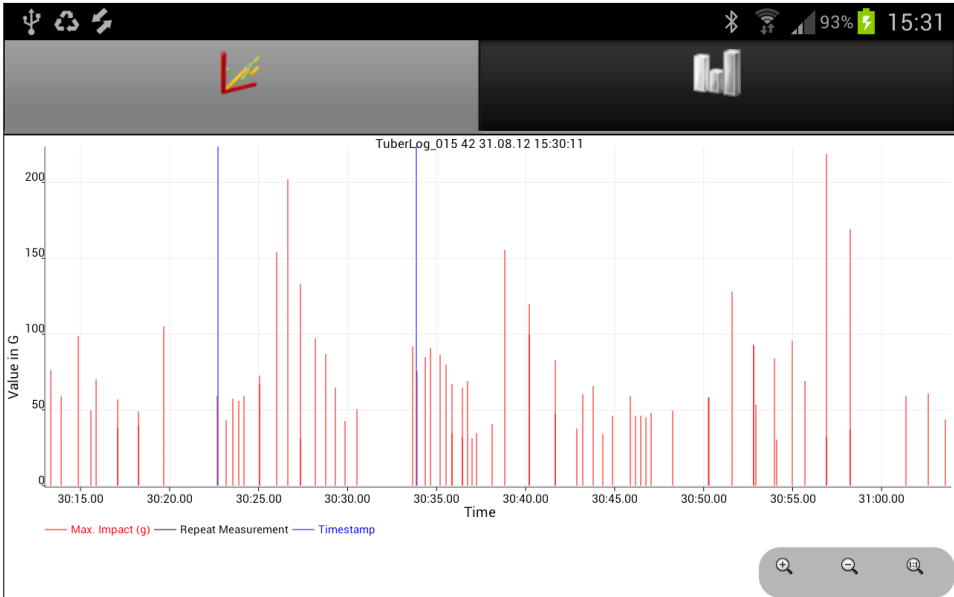 93% 15:31
TuberLog_015 42 31.08.12 15:30:11
Value in G
200
150
100
50
0
30:15.00 30:20.00 30:25.00 30:30.00 30:35.00 30:40.00 30:45.00 30:50.00 30:55.00 31:00.00
Time
Max. Impact (g) Repeat Measurement Timestamp
1:1